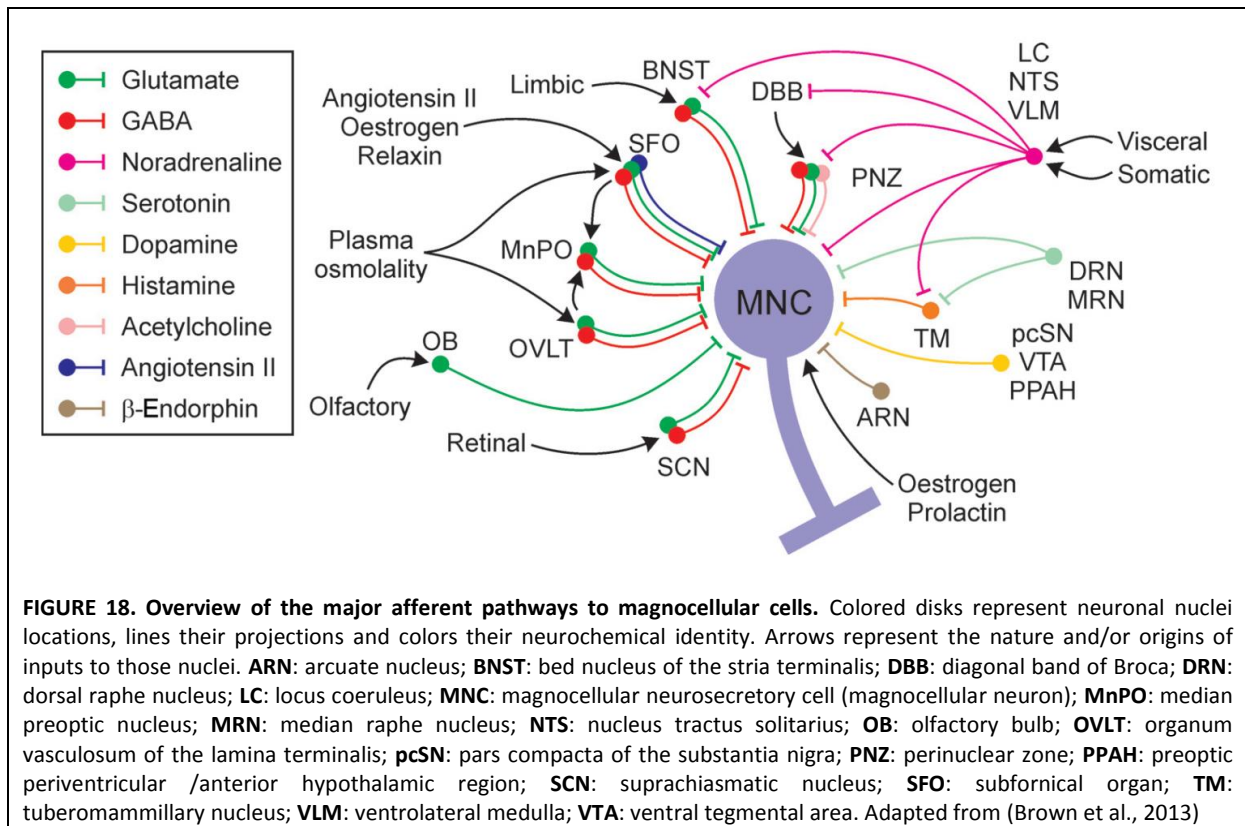 Glutamate
GABA
Noradrenaline
Serotonin
Dopamine
Histamine
Acetylcholine
Angiotensin II
β-Endorphin
Limbic
BNST
Angiotensin II
Oestrogen
Relaxin
SFO
DBB
PNZ
LC
NTS
VLM
Visceral
Somatic
Plasma
osmolality
MnPO
OVLT
MNC
DRN
MRN
TM
pcSN
VTA
PPAH
OB
Olfactory
ARN
Retinal
SCN
Oestrogen
Prolactin
FIGURE 18. Overview of the major afferent pathways to magnocellular cells. Colored disks represent neuronal nuclei
locations, lines their projections and colors their neurochemical identity. Arrows represent the nature and/or origins of
inputs to those nuclei. ARN: arcuate nucleus; BNST: bed nucleus of the stria terminalis; DBB: diagonal band of Broca; DRN:
dorsal raphe nucleus; LC: locus coeruleus; MNC: magnocellular neurosecretory cell (magnocellular neuron); MnPO: median
preoptic nucleus; MRN: median raphe nucleus; NTS: nucleus tractus solitarius; OB: olfactory bulb; OVLT: organum
vasculosum of the lamina terminalis; pcSN: pars compacta of the substantia nigra; PNZ: perinuclear zone; PPAH: preoptic
periventricular /anterior hypothalamic region; SCN: suprachiasmatic nucleus; SFO: subfornical organ; TM:
tuberomammillary nucleus; VLM: ventrolateral medulla; VTA: ventral tegmental area. Adapted from (Brown et al., 2013)